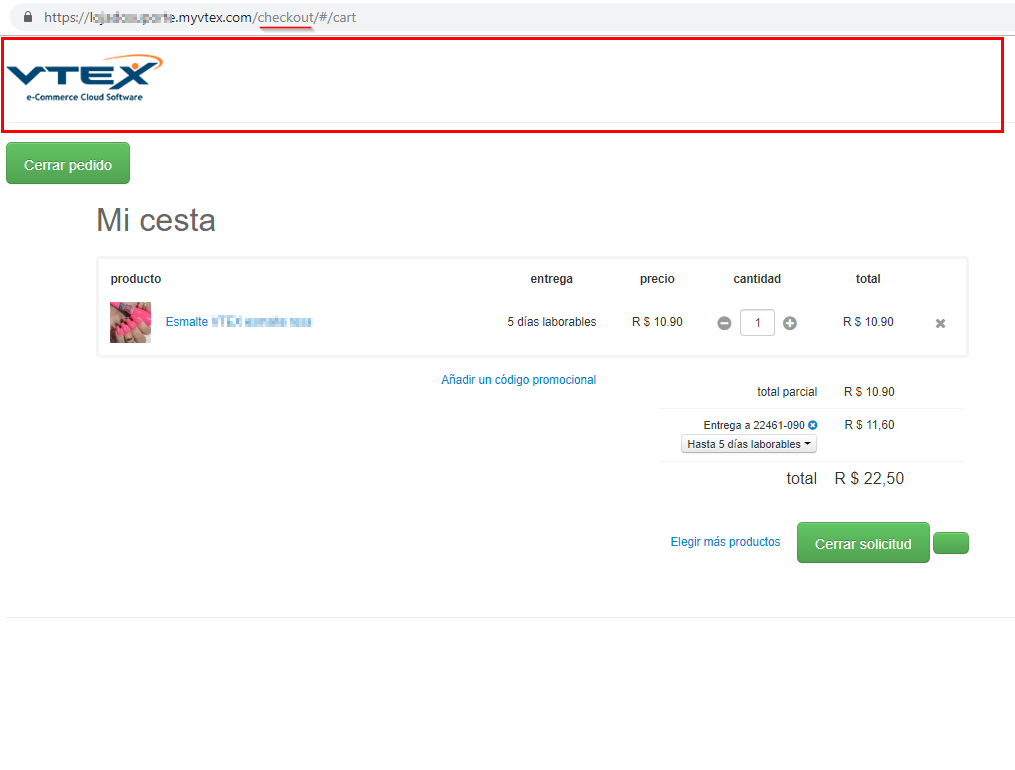 https://lojadosuporte.myvtex.com/checkout/#/cart
VTEX
e-Commerce Cloud Software
Cerrar pedido
Mi cesta
producto entrega precio cantidad total
Esmalte 5 días laborables R $ 10.90 1 R $ 10.90
Añadir un código promocional
total parcial R $ 10.90
Entrega a 22461-090 R $ 11,60
Hasta 5 días laborables
total R $ 22,50
Elegir más productos Cerrar solicitud